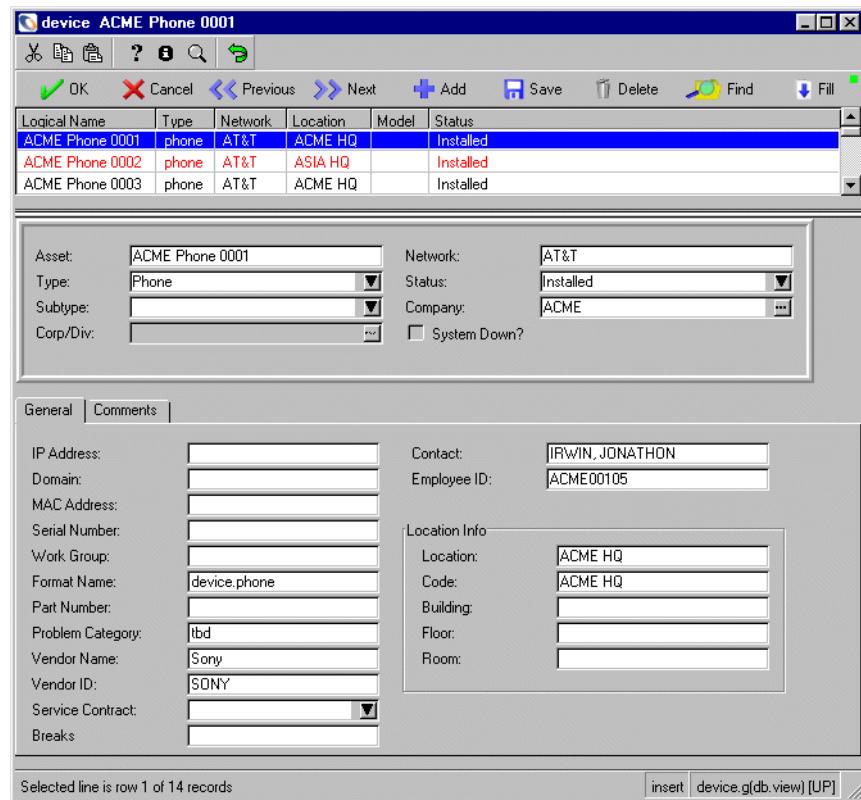 device ACME Phone 0001
OK Cancel Previous Next Add Save Delete Find Fill
Logical Name Type Network Location Model Status
ACME Phone 0001 phone AT&T ACME HQ Installed
ACME Phone 0002 phone AT&T ASIA HQ Installed
ACME Phone 0003 phone AT&T ACME HQ Installed
Asset: ACME Phone 0001 Network: AT&T
Type: Phone Status: Installed
Subtype: Company: ACME
Corp/Div: System Down?
General Comments
IP Address: Contact: IRWIN, JONATHON
Domain: Employee ID: ACME00105
MAC Address:
Serial Number: Location Info
Work Group: Location: ACME HQ
Format Name: device.phone Code: ACME HQ
Part Number: Building:
Problem Category: tbd Floor:
Vendor Name: Sony Room:
Vendor ID: SONY
Service Contract:
Breaks
Selected line is row 1 of 14 records insert device.g(db.view) [UP]